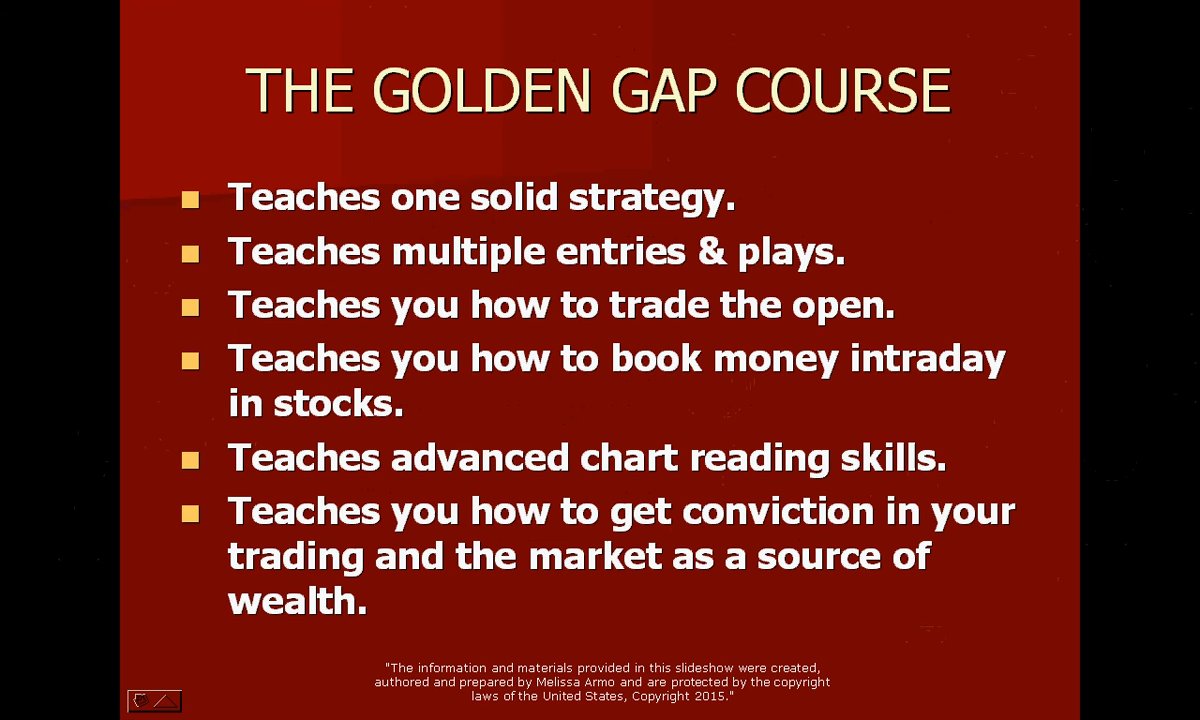 THE GOLDEN GAP COURSE
Teaches one solid strategy.
Teaches multiple entries & plays.
Teaches you how to trade the open.
Teaches you how to book money intraday
in stocks.
Teaches advanced chart reading skills.
Teaches you how to get conviction in your
trading and the market as a source of
wealth.
"The information and materials provided in this slideshow were created,
authored and prepared by Melissa Armo and are protected by the copyright
laws of the United States, Copyright 2015."